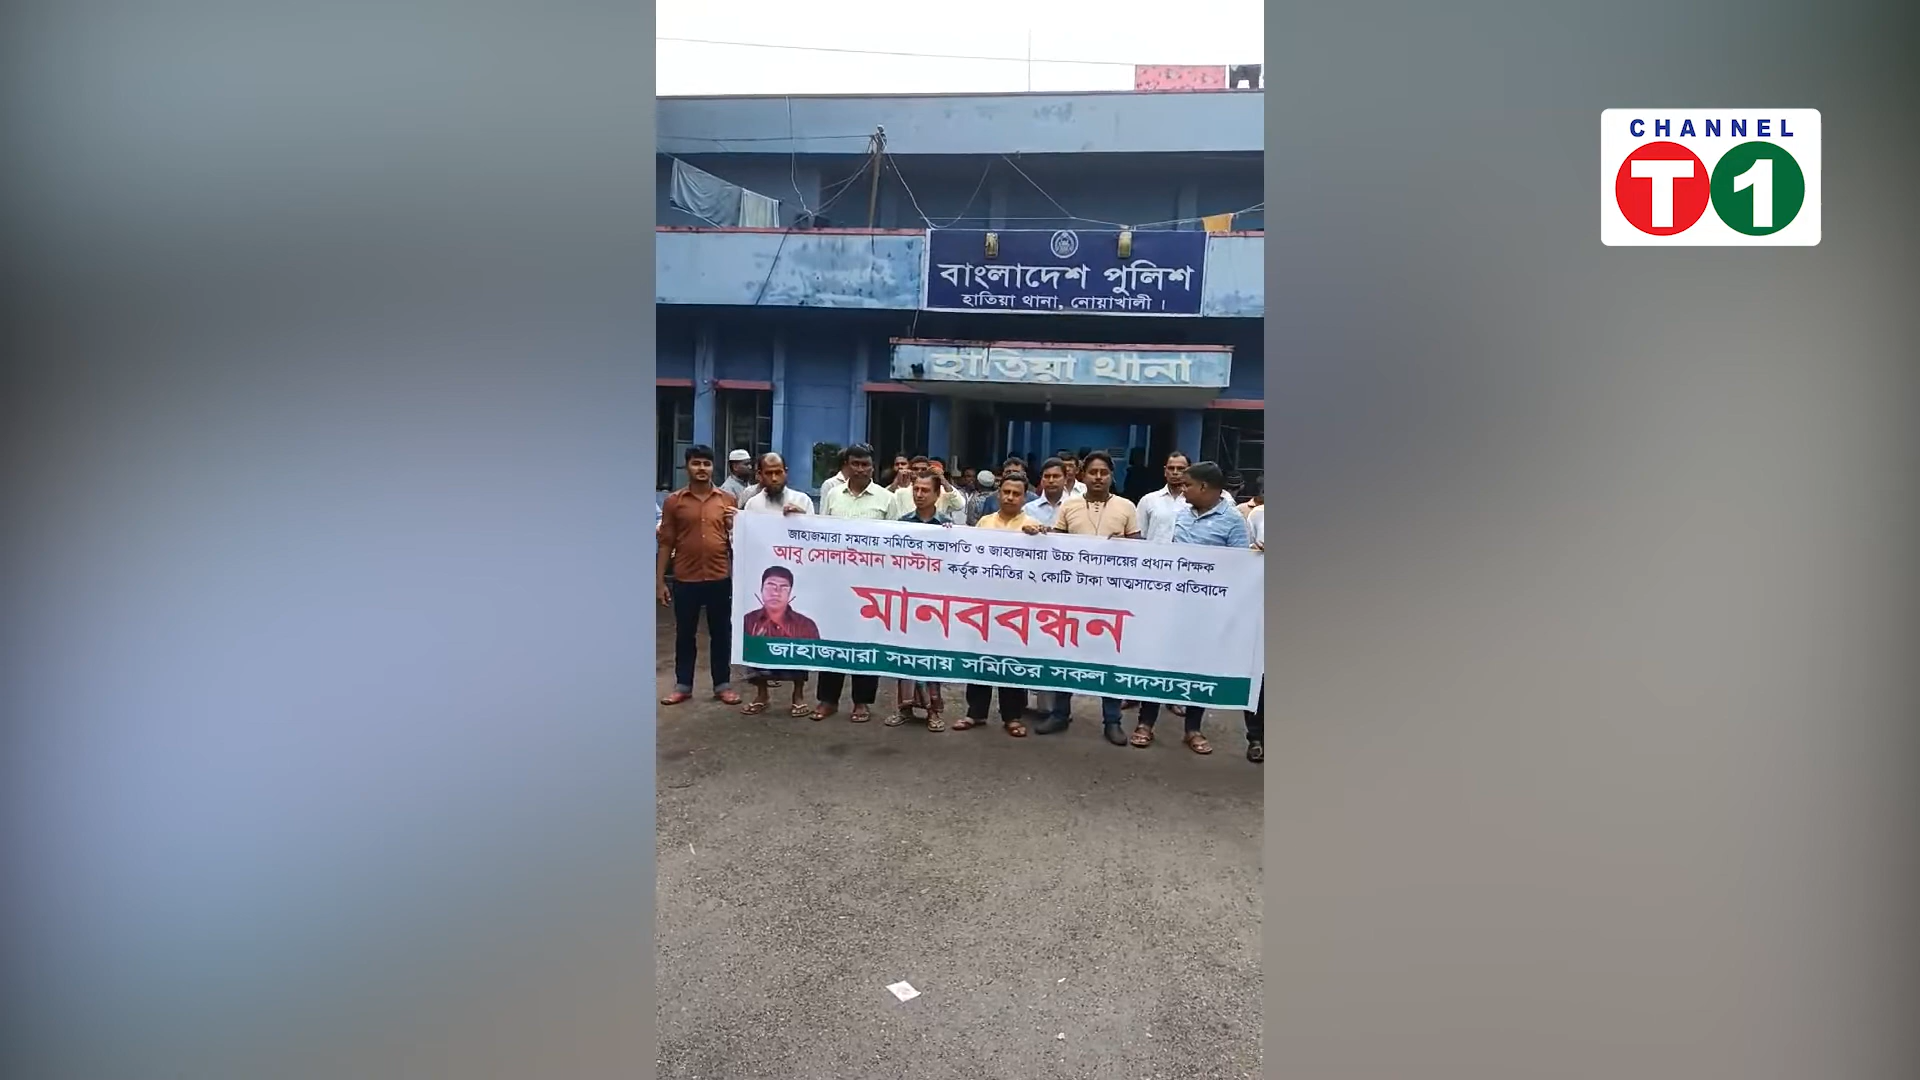 CHANNEL
T1
বাংলাদেশ পুলিশ
হাতিয়া থানা, নোয়াখালী।
হাতিয়া থানা
জাহাজমারা সমবায় সমিতির সভাপতি ও জাহাজমারা উচ্চ বিদ্যালয়ের প্রধান শিক্ষক
আবু সোলাইমান মাস্টার কর্তৃক সমিতির ২ কোটি টাকা আত্মসাতের প্রতিবাদে
মানববন্ধন
জাহাজমারা সমবায় সমিতির সকল সদস্যবৃন্দ